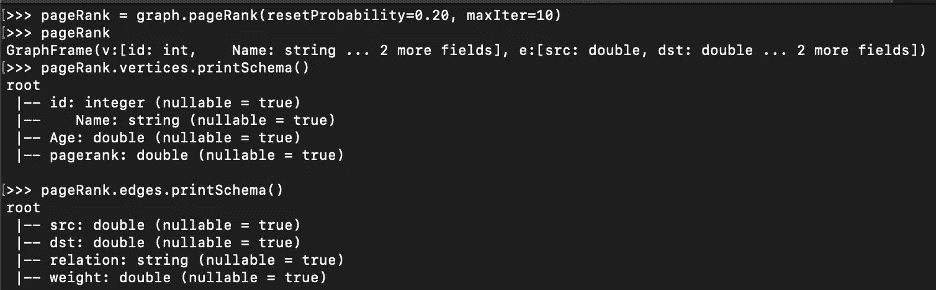 [>>> pageRank = graph.pageRank(resetProbability=0.20, maxIter=10)
[>>> pageRank
GraphFrame(v:[id: int,    Name: string ... 2 more fields], e:[src: double, dst: double ... 2 more fields])
[>>> pageRank.vertices.printSchema()
root
 |-- id: integer (nullable = true)
 |--    Name: string (nullable = true)
 |-- Age: double (nullable = true)
 |-- pagerank: double (nullable = true)

[>>> pageRank.edges.printSchema()
root
 |-- src: double (nullable = true)
 |-- dst: double (nullable = true)
 |-- relation: string (nullable = true)
 |-- weight: double (nullable = true)